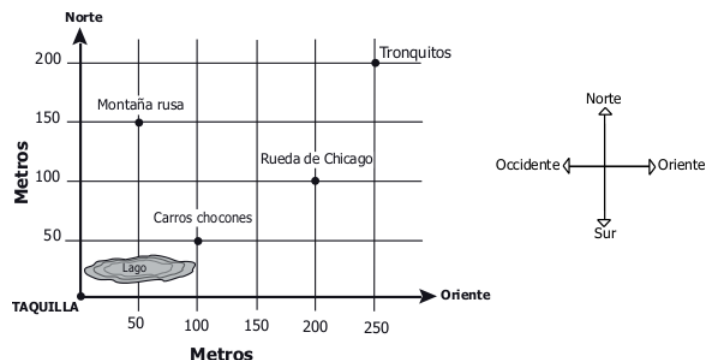 Norte
200
Tronquitos
Montaña rusa
150
Metros
Rueda de Chicago
100
Carros chocones
50
Lago
TAQUILLA
Oriente
50 100 150 200 250
Metros
Norte
Occidente Oriente
Sur